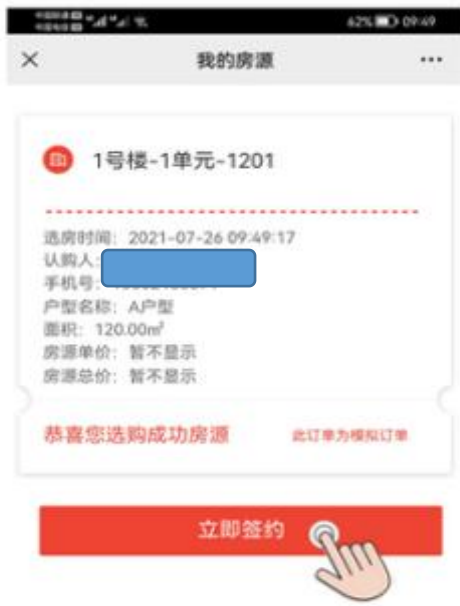 62% 09:49
我的房源
1号楼-1单元-1201
选房时间：2021-07-26 09:49:17
认购人：
手机号：
户型名称：A户型
面积：120.00㎡
房源单价：暂不显示
房源总价：暂不显示
恭喜您选购成功房源 此订单为模拟订单
立即签约